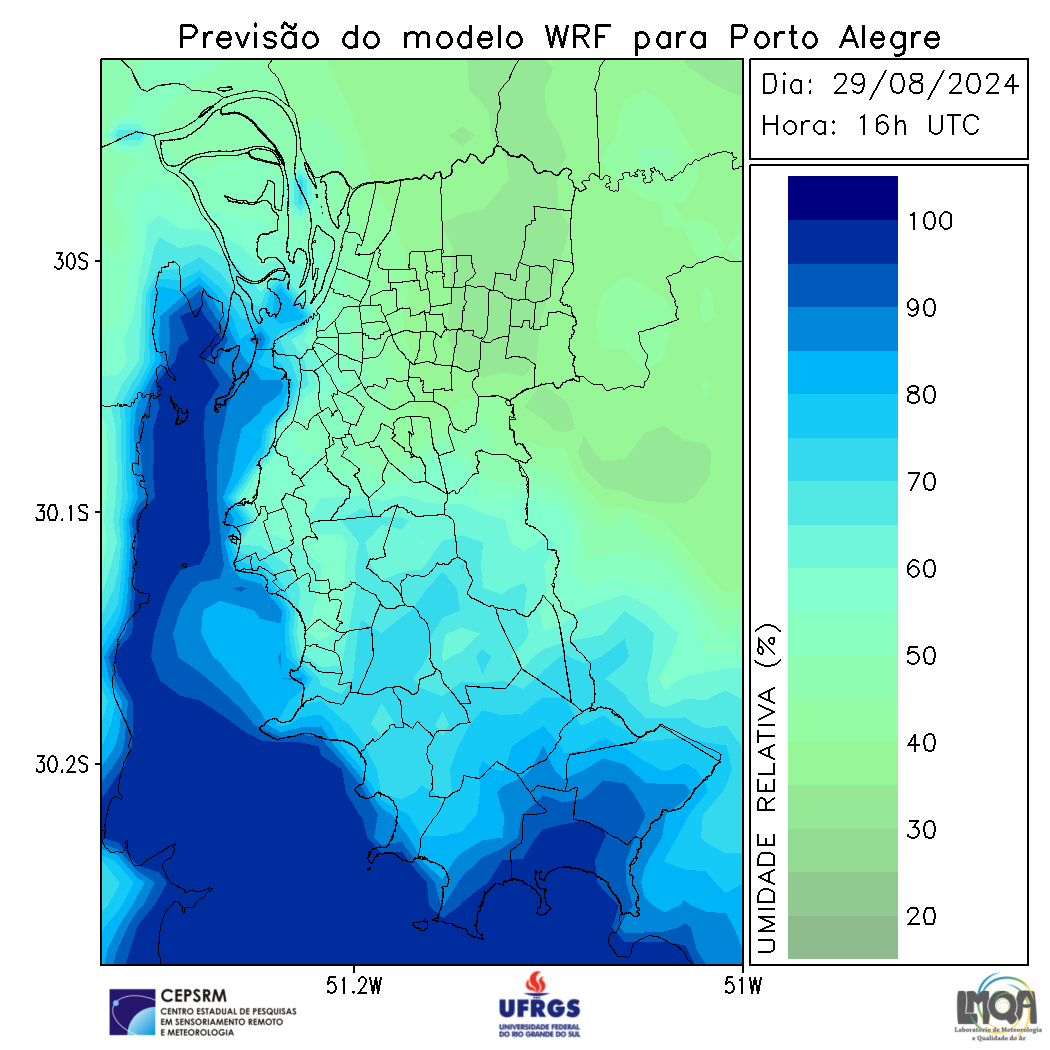 Previsão do modelo WRF para Porto Alegre
Dia: 29/08/2024
Hora: 16h UTC
30S
30.1S
30.2S
51.2W
51W
UMIDADE RELATIVA (%)
100
90
80
70
60
50
40
30
20
CEPSRM
CENTRO ESTADUAL DE PESQUISAS
EM SENSORIAMENTO REMOTO
E METEOROLOGIA
UFRGS
UNIVERSIDADE FEDERAL
DO RIO GRANDE DO SUL
LMQA
Laboratório de Meteorologia
e Qualidade do Ar